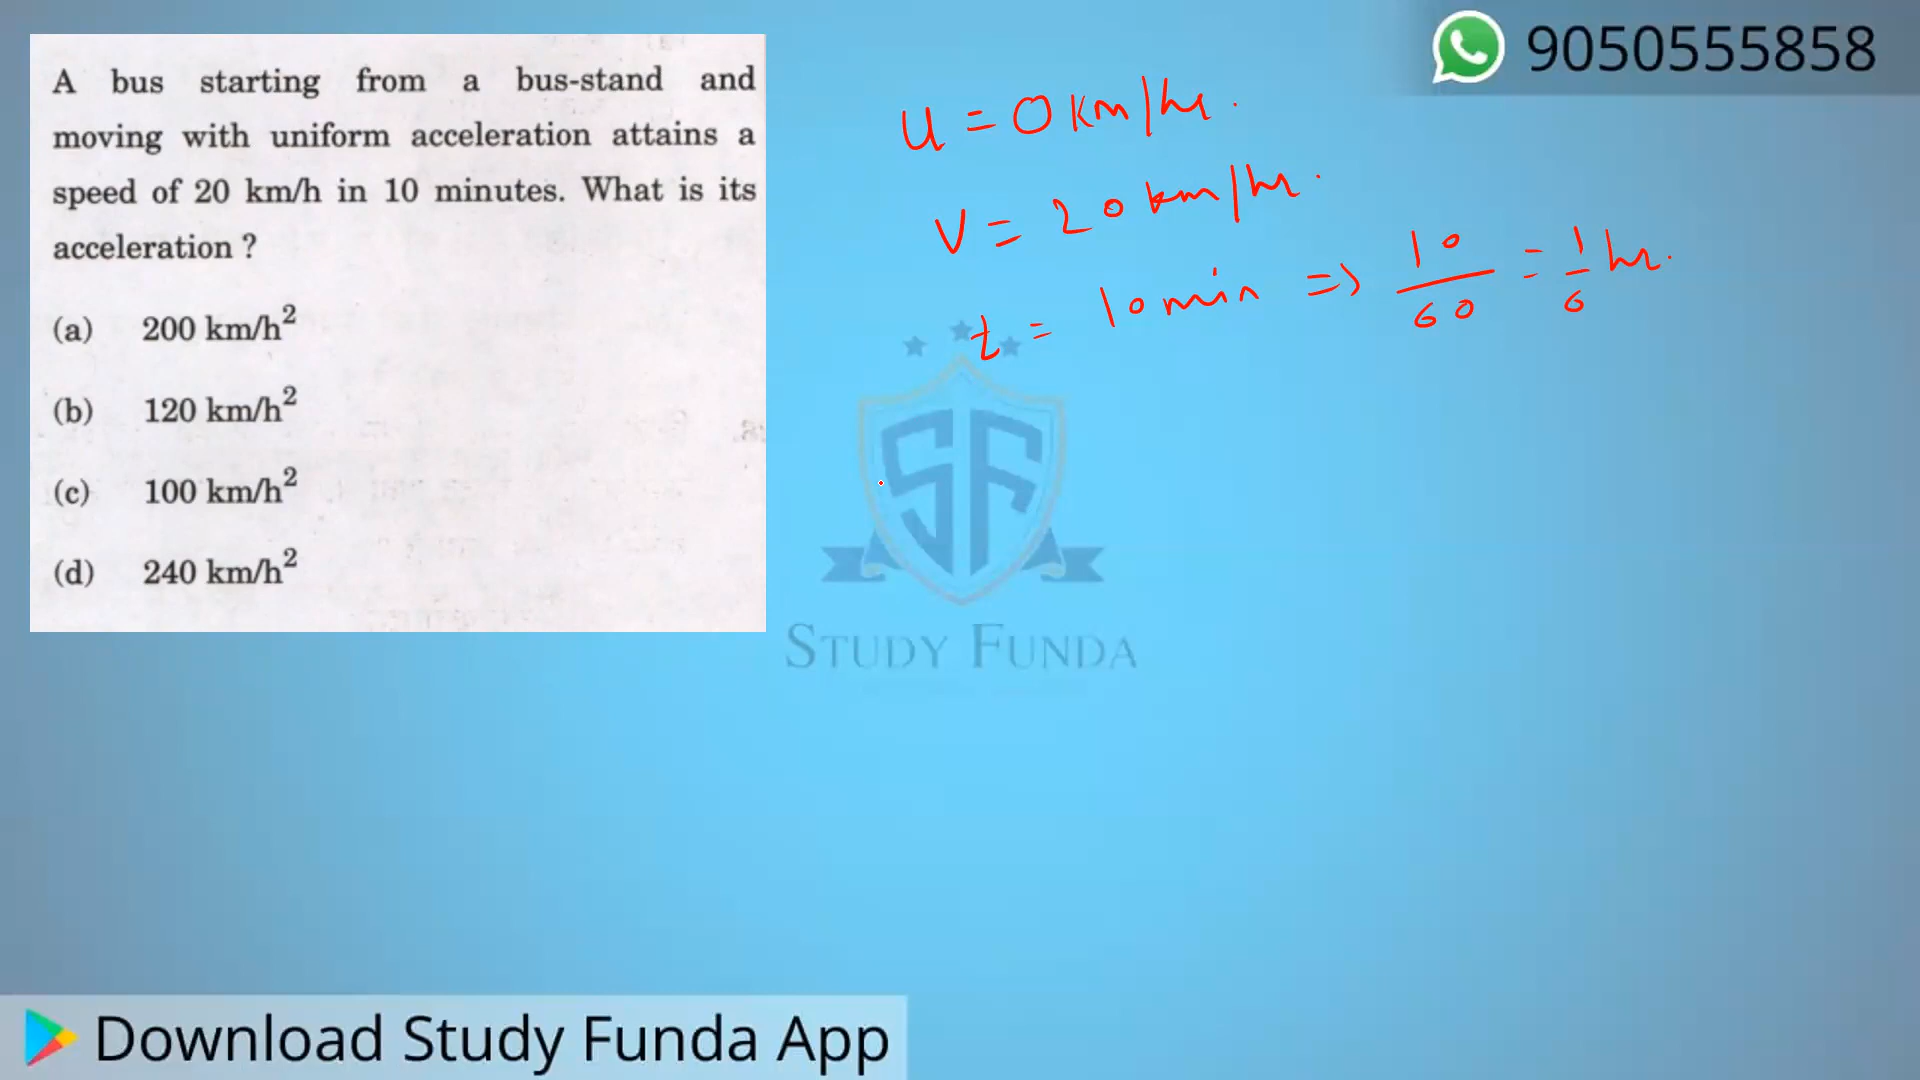 9050555858
A bus starting from a bus-stand and
moving with uniform acceleration attains a
speed of 20 km/h in 10 minutes. What is its
acceleration ?
(a) 200 km/h²
(b) 120 km/h²
(c) 100 km/h²
(d) 240 km/h²
u = 0 km/hr.
v = 20 km/hr.
t = 10 min => 10/60 = 1/6 hr.
SF
STUDY FUNDA
Download Study Funda App